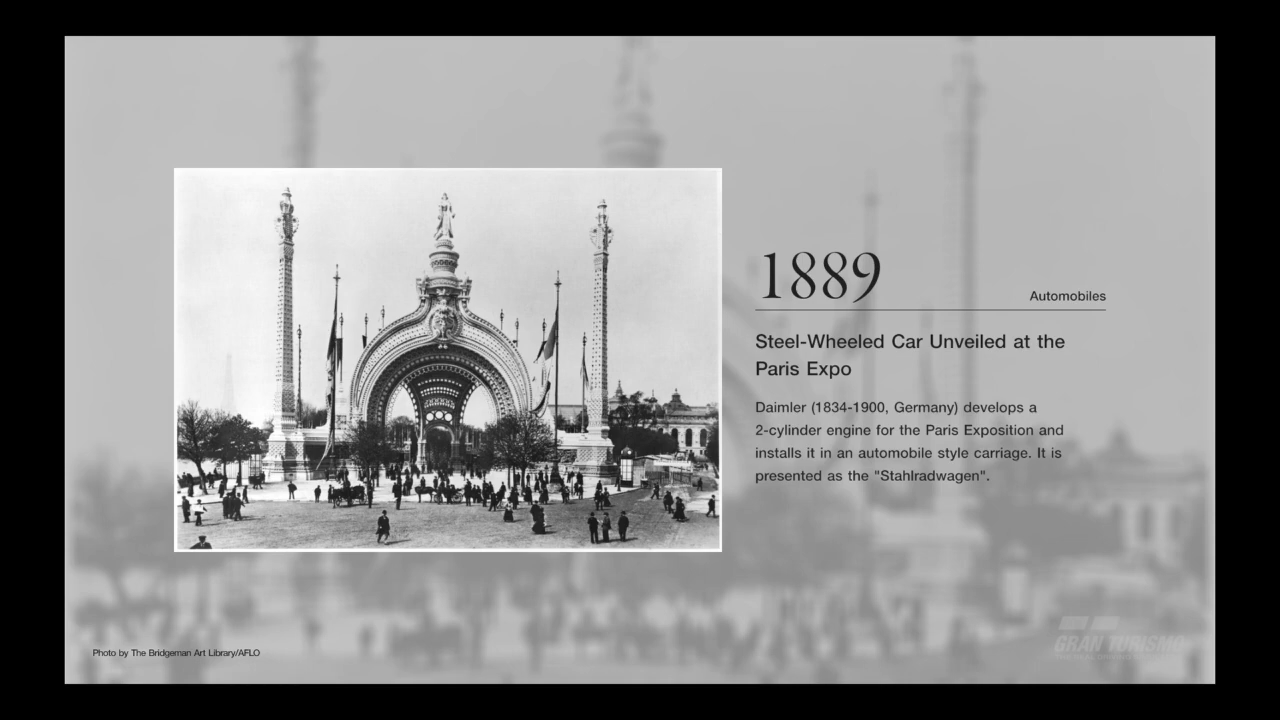 1889
Automobiles
Steel-Wheeled Car Unveiled at the
Paris Expo
Daimler (1834-1900, Germany) develops a
2-cylinder engine for the Paris Exposition and
installs it in an automobile style carriage. It is
presented as the "Stahlradwagen".
Photo by The Bridgeman Art Library/AFLO
GRAN TURISMO